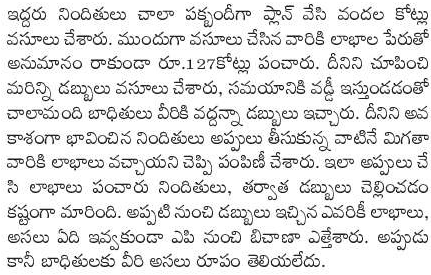 ఇద్దరు నిందితులు చాలా పక్బందీగా ప్లాన్ వేసి వందల కోట్లు
వసూలు చేశారు. ముందుగా వసూలు చేసిన వారికి లాభాల పేరుతో
అనుమానం రాకుండా రూ.127కోట్లు పంచారు. దీనిని చూపించి
మరిన్ని డబ్బులు వసూలు చేశారు, సమయానికి వడ్డీ ఇస్తుండడంతో
చాలామంది బాధితులు వీరికి వద్దన్నా డబ్బులు ఇచ్చారు. దీనిని అవ
కాశంగా భావించిన నిందితులు అప్పులు తీసుకున్న వాటినే మిగతా
వారికి లాభాలు వచ్చాయని చెప్పి పంపిణీ చేశారు. ఇలా అప్పులు చే
సి లాభాలు పంచారు నిందితులు, తర్వాత డబ్బులు చెల్లించడం
కష్టంగా మారింది. అప్పటి నుంచి డబ్బులు ఇచ్చిన ఎవరికీ లాభాలు,
అసలు ఏది ఇవ్వకుండా ఎపి నుంచి బిచాణా ఎత్తేశారు. అప్పుడు
కానీ బాధితులకు వీరి అసలు రూపం తెలియలేదు.